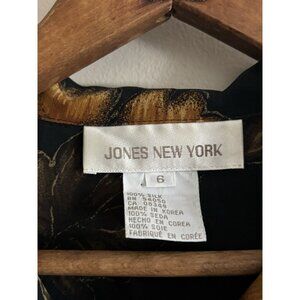 JONES NEW YORK
6
100% SILK
RN 54050
CA 08346
MADE IN KOREA
100% SEDA
HECHO EN COREA
100% SOIE
FABRIQUÉ EN CORÉE